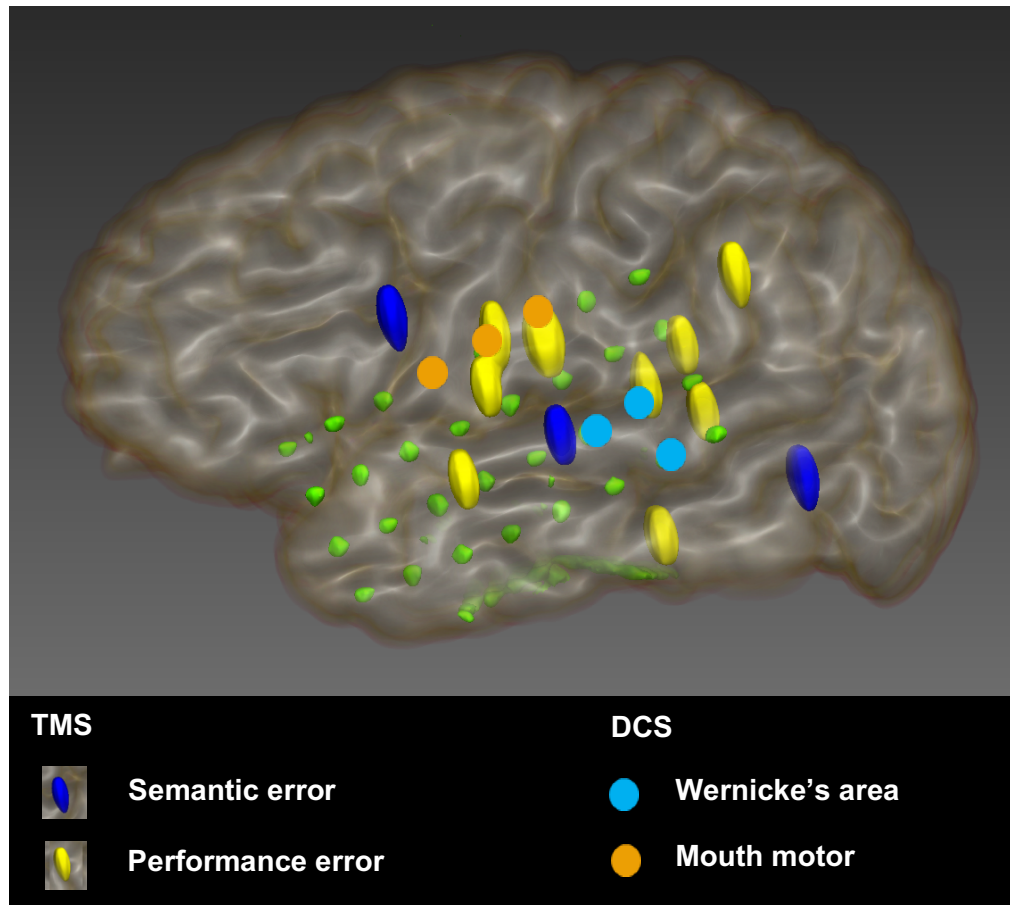 TMS
Semantic error
Performance error
DCS
Wernicke's area
Mouth motor